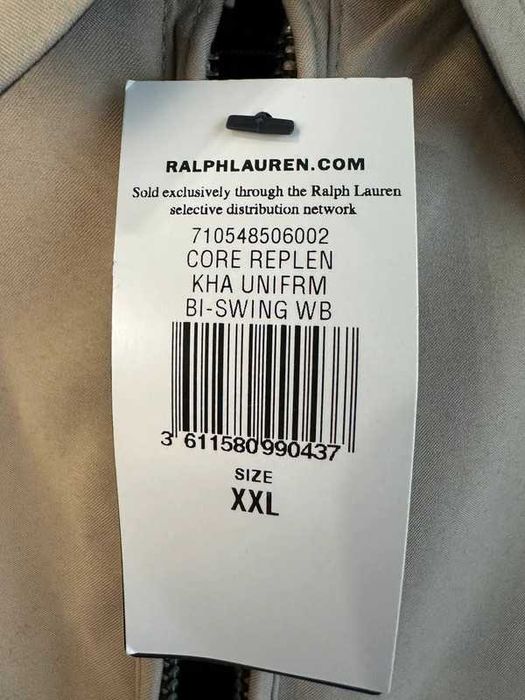 RALPHLAUREN.COM
Sold exclusively through the Ralph Lauren
selective distribution network
710548506002
CORE REPLEN
KHA UNIFRM
BI-SWING WB
3 611580 990437
SIZE
XXL